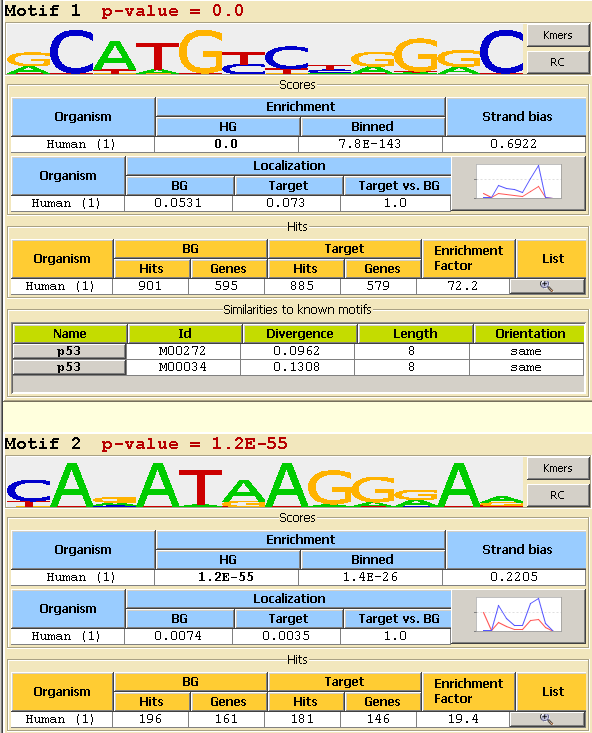 Motif 1 p-value = 0.0
Kmers
RC
Scores
Organism Enrichment Strand bias
HG Binned
Human (1) 0.0 7.8E-143 0.6922
Organism Localization
BG Target Target vs. BG
Human (1) 0.0531 0.073 1.0
Hits
Organism BG Target Enrichment Factor List
Hits Genes Hits Genes
Human (1) 901 595 885 579 72.2
Similarities to known motifs
Name Id Divergence Length Orientation
p53 M00272 0.0962 8 same
p53 M00034 0.1308 8 same
Motif 2 p-value = 1.2E-55
Kmers
RC
Scores
Organism Enrichment Strand bias
HG Binned
Human (1) 1.2E-55 1.4E-26 0.2205
Organism Localization
BG Target Target vs. BG
Human (1) 0.0074 0.0035 1.0
Hits
Organism BG Target Enrichment Factor List
Hits Genes Hits Genes
Human (1) 196 161 181 146 19.4